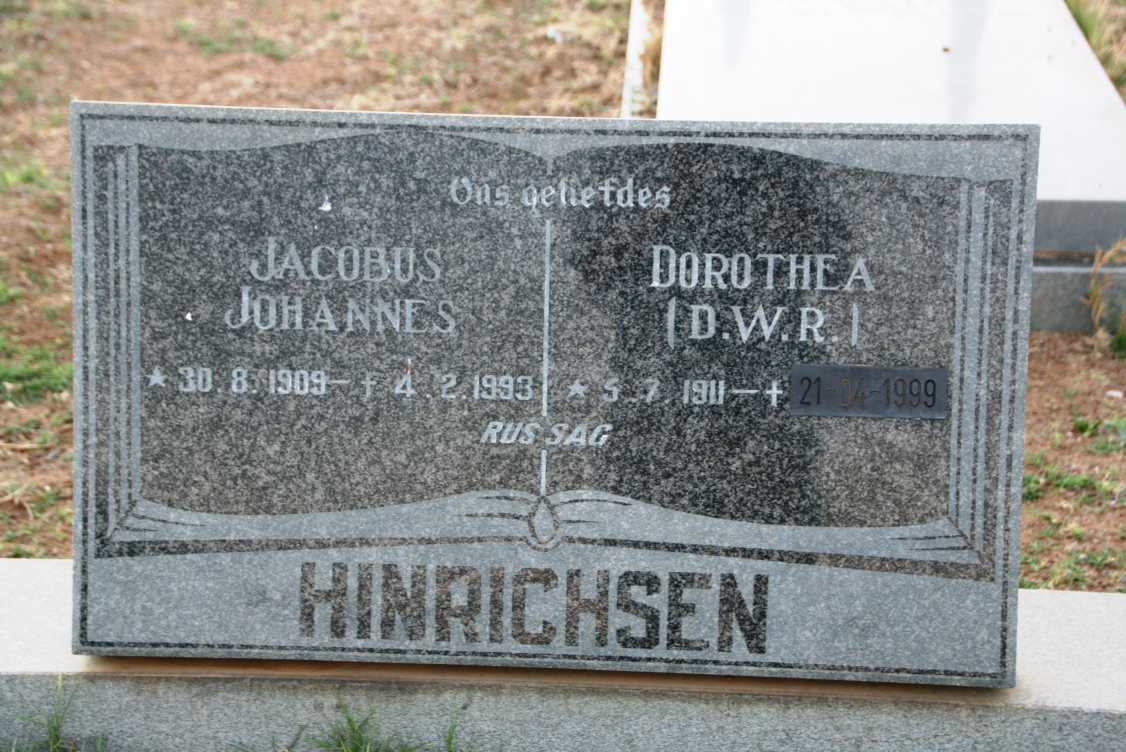 Ons geliefdes
JACOBUS
JOHANNES
★ 30.8.1909 – + 4.2.1993
DOROTHEA
(D.W.R.)
★ 5.7.1911 – + 21-04-1999
RUS SAG
HINRICHSEN